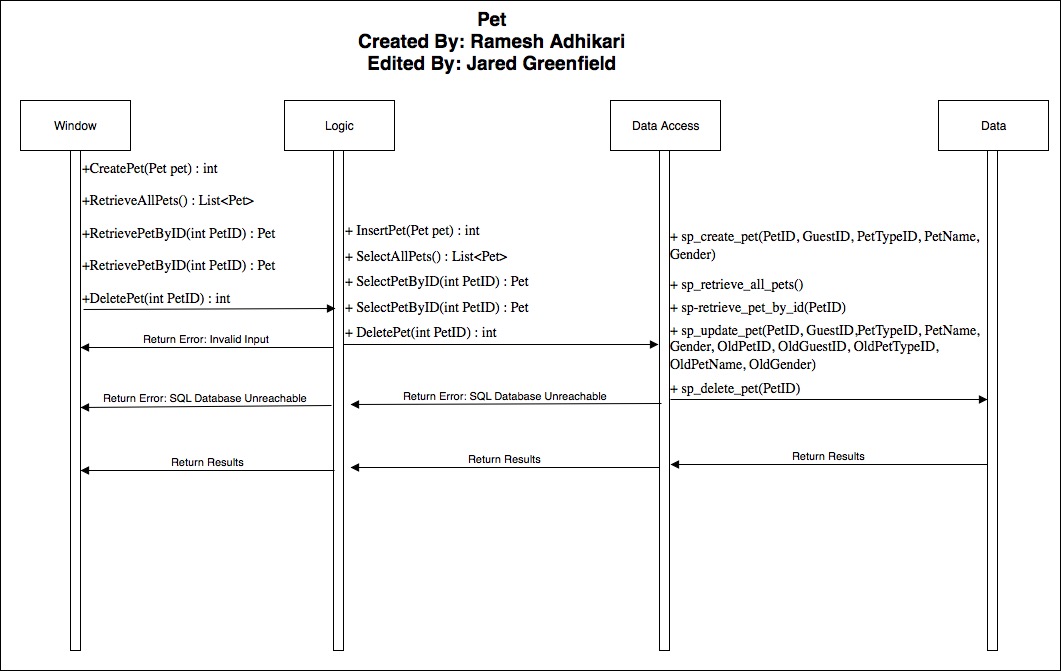 Pet
Created By: Ramesh Adhikari
Edited By: Jared Greenfield
Window
Logic
Data Access
Data
+CreatePet(Pet pet) : int
+RetrieveAllPets() : List<Pet>
+RetrievePetByID(int PetID) : Pet
+RetrievePetByID(int PetID) : Pet
+DeletePet(int PetID) : int
Return Error: Invalid Input
Return Error: SQL Database Unreachable
Return Results
+ InsertPet(Pet pet) : int
+ SelectAllPets() : List<Pet>
+ SelectPetByID(int PetID) : Pet
+ SelectPetByID(int PetID) : Pet
+ DeletePet(int PetID) : int
Return Error: SQL Database Unreachable
Return Results
+ sp_create_pet(PetID, GuestID, PetTypeID, PetName,
Gender)
+ sp_retrieve_all_pets()
+ sp-retrieve_pet_by_id(PetID)
+ sp_update_pet(PetID, GuestID,PetTypeID, PetName,
Gender, OldPetID, OldGuestID, OldPetTypeID,
OldPetName, OldGender)
+ sp_delete_pet(PetID)
Return Results